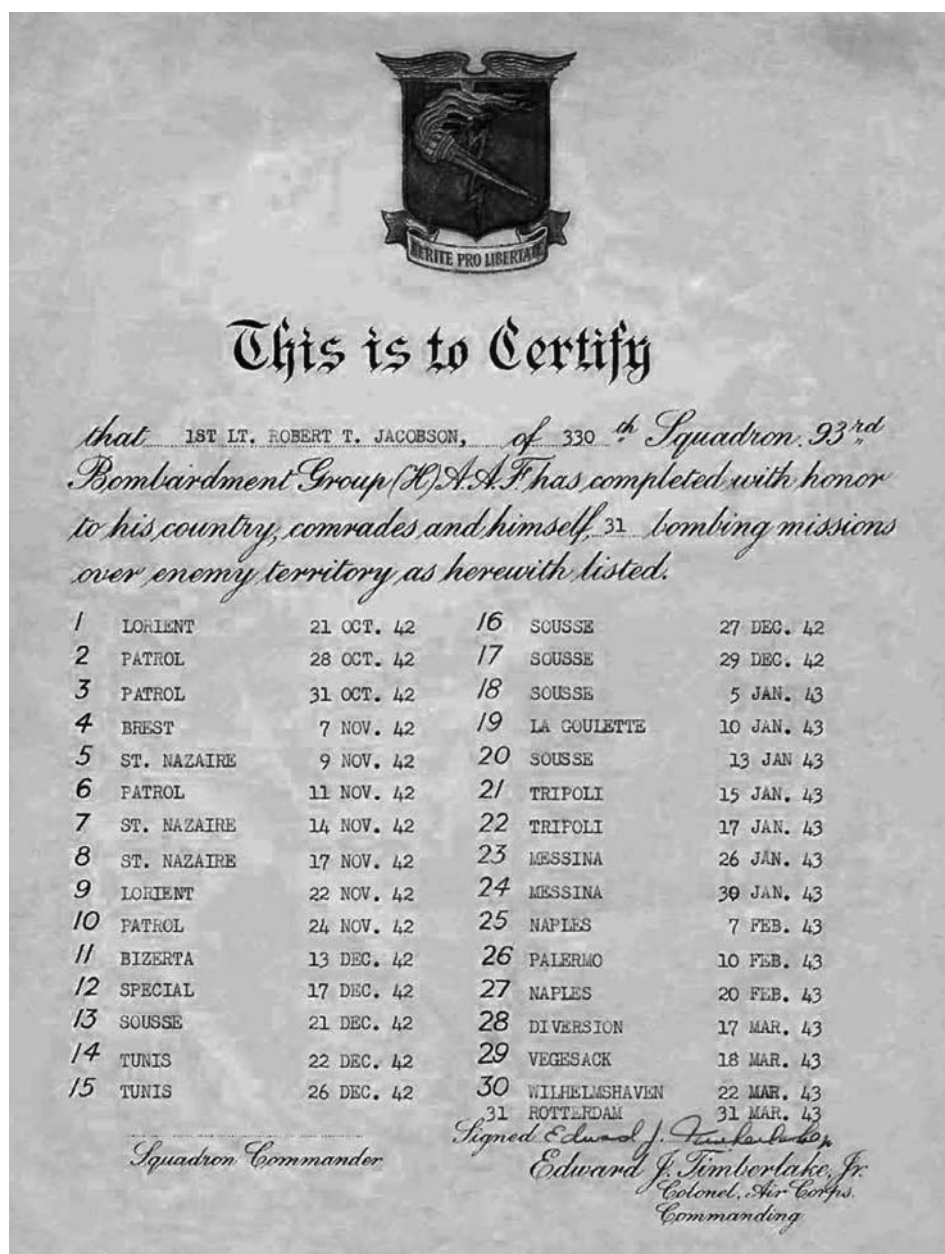 PRO LIBERTATE
This is to Certify
that 1ST LT. ROBERT T. JACOBSON, of 330 th Squadron. 93rd
Bombardment Group (H) A.A.F. has completed with honor
to his country, comrades and himself, 31 bombing missions
over enemy territory as herewith listed.
1 LORIENT 21 OCT. 42
2 PATROL 28 OCT. 42
3 PATROL 31 OCT. 42
4 BREST 7 NOV. 42
5 ST. NAZAIRE 9 NOV. 42
6 PATROL 11 NOV. 42
7 ST. NAZAIRE 14 NOV. 42
8 ST. NAZAIRE 17 NOV. 42
9 LORIENT 22 NOV. 42
10 PATROL 24 NOV. 42
11 BIZERTA 13 DEC. 42
12 SPECIAL 17 DEC. 42
13 SOUSSE 21 DEC. 42
14 TUNIS 22 DEC. 42
15 TUNIS 26 DEC. 42
16 SOUSSE 27 DEC. 42
17 SOUSSE 29 DEC. 42
18 SOUSSE 5 JAN. 43
19 LA GOULETTE 10 JAN. 43
20 SOUSSE 13 JAN 43
21 TRIPOLI 15 JAN. 43
22 TRIPOLI 17 JAN. 43
23 MESSINA 26 JAN. 43
24 MESSINA 30 JAN. 43
25 NAPLES 7 FEB. 43
26 PALERMO 10 FEB. 43
27 NAPLES 20 FEB. 43
28 DIVERSION 17 MAR. 43
29 VEGESACK 18 MAR. 43
30 WILHELMSHAVEN 22 MAR. 43
31 ROTTERDAM 31 MAR. 43
Squadron Commander
Signed Edward J. Timberlake Jr
Edward J. Timberlake, Jr.
Colonel, Air Corps.
Commanding